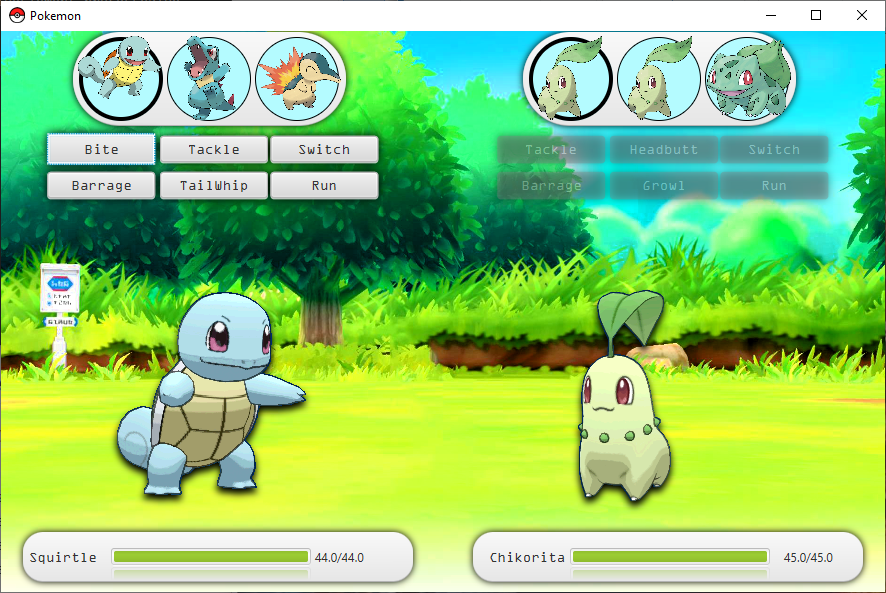 Pokemon
Bite Tackle Switch
Barrage TailWhip Run
Tackle Headbutt Switch
Barrage Growl Run
Squirtle 44.0/44.0
Chikorita 45.0/45.0